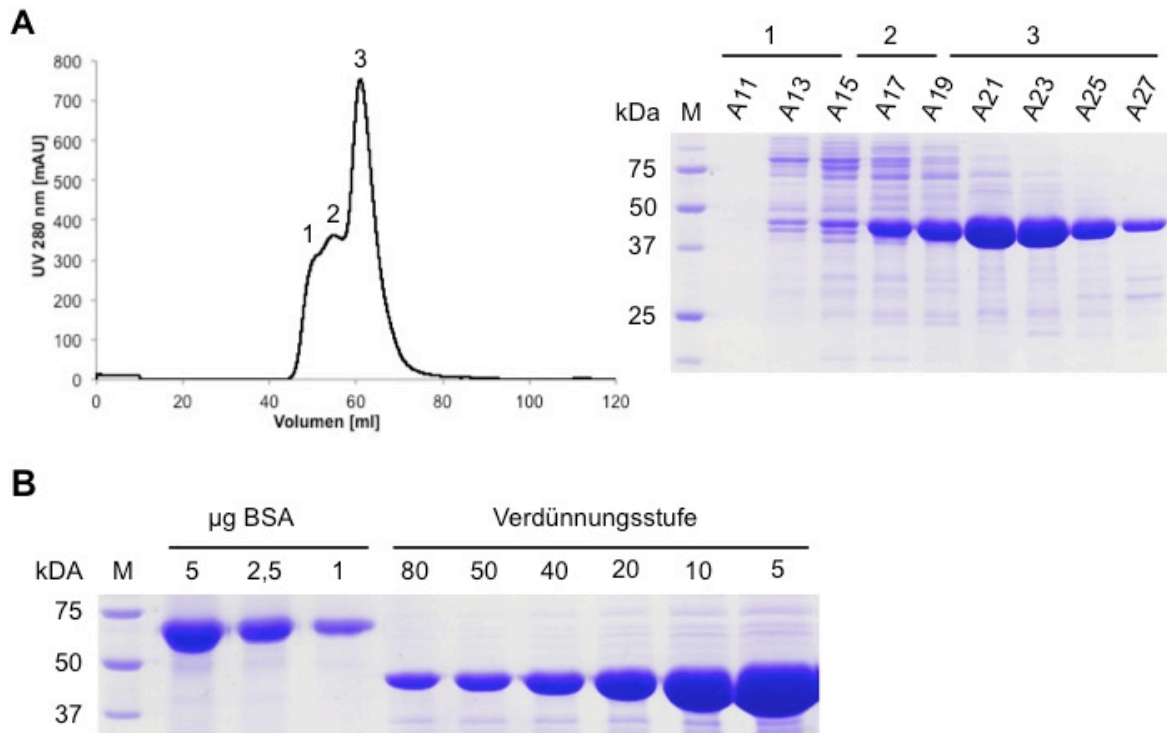 A
800
700
600
500
400
300
200
100
0
UV 280 nm [mAU]
1
2
3
0 20 40 60 80 100 120
Volumen [ml]
1 2 3
kDa M A11 A13 A15 A17 A19 A21 A23 A25 A27
75
50
37
25
B
µg BSA Verdünnungsstufe
kDA M 5 2,5 1 80 50 40 20 10 5
75
50
37